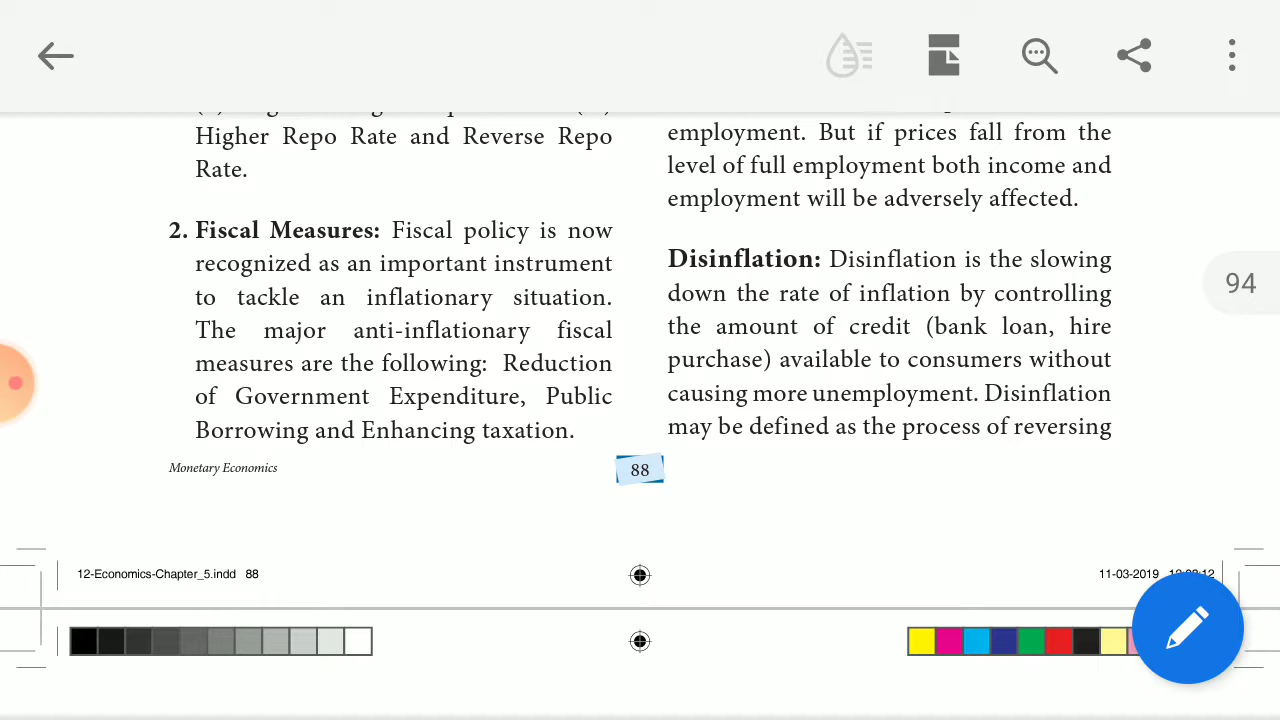 Higher Repo Rate and Reverse Repo
Rate.
2. Fiscal Measures: Fiscal policy is now
recognized as an important instrument
to tackle an inflationary situation.
The major anti-inflationary fiscal
measures are the following: Reduction
of Government Expenditure, Public
Borrowing and Enhancing taxation.
employment. But if prices fall from the
level of full employment both income and
employment will be adversely affected.
Disinflation: Disinflation is the slowing
down the rate of inflation by controlling
the amount of credit (bank loan, hire
purchase) available to consumers without
causing more unemployment. Disinflation
may be defined as the process of reversing
94
Monetary Economics
88
12-Economics-Chapter_5.indd 88
11-03-2019